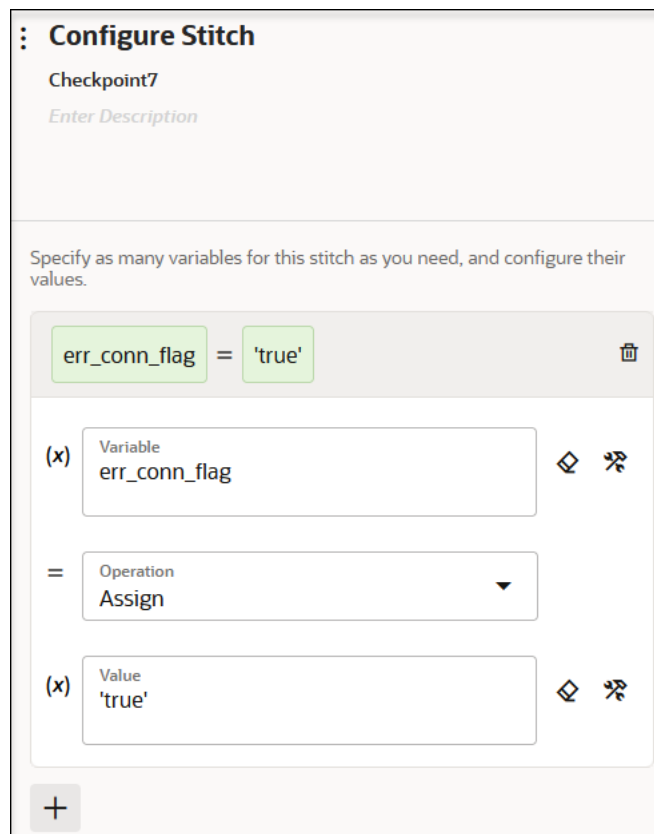 Configure Stitch
Checkpoint7
Enter Description
Specify as many variables for this stitch as you need, and configure their
values.
err_conn_flag = 'true'
(x) Variable
err_conn_flag
= Operation
Assign
(x) Value
'true'
+